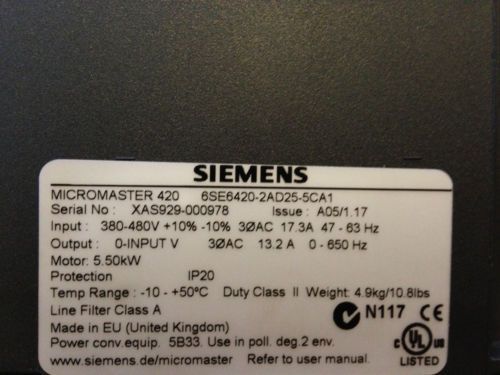 SIEMENS
MICROMASTER 420 6SE6420-2AD25-5CA1
Serial No : XAS929-000978 Issue : A05/1.17
Input : 380-480V +10% -10% 3ØAC 17.3A 47 - 63 Hz
Output : 0-INPUT V 3ØAC 13.2 A 0 - 650 Hz
Motor: 5.50kW
Protection IP20
Temp Range : -10 - +50ºC Duty Class II Weight: 4.9kg/10.8lbs
Line Filter Class A N117 CE
Made in EU (United Kingdom) c UL US
Power conv.equip. 5B33. Use in poll. deg.2 env.
www.siemens.de/micromaster Refer to user manual. LISTED